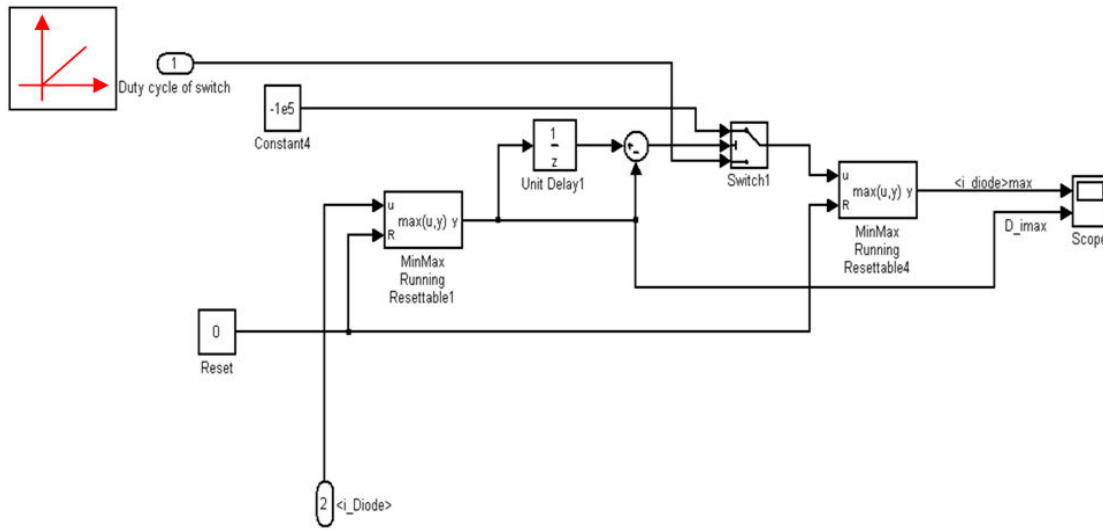 1
Duty cycle of switch
-1e5
Constant4
1
z
Unit Delay1
+-
Switch1
u
R
max(u,y)
y
MinMax
Running
Resettable1
u
R
max(u,y)
y
MinMax
Running
Resettable4
<i_diode>max
D_imax
Scope
0
Reset
2
<i_Diode>